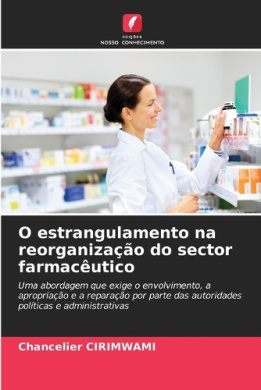 edições
NOSSO CONHECIMENTO
O estrangulamento na
reorganização do sector
farmacêutico
Uma abordagem que exige o envolvimento, a
apropriação e a reparação por parte das autoridades
políticas e administrativas
Chancelier CIRIMWAMI